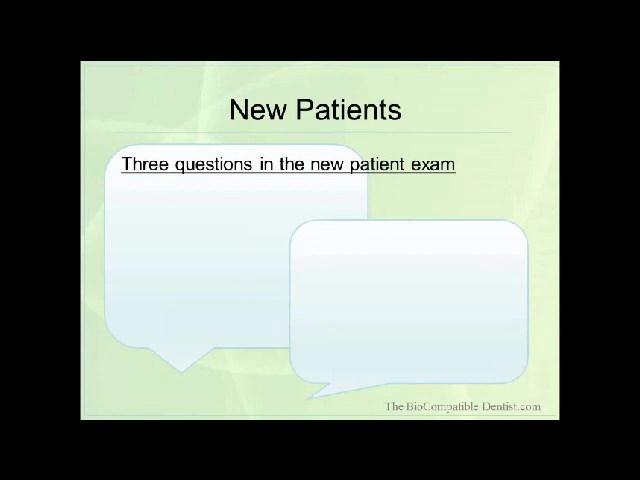 New Patients
Three questions in the new patient exam
The BioCompatible Dentist.com